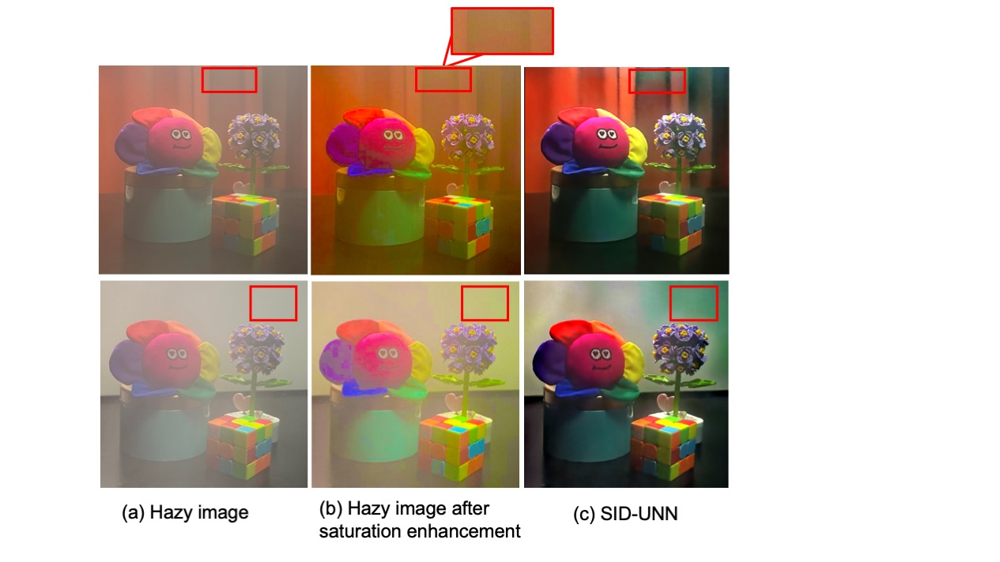 (a) Hazy image
(b) Hazy image after
saturation enhancement
(c) SID-UNN